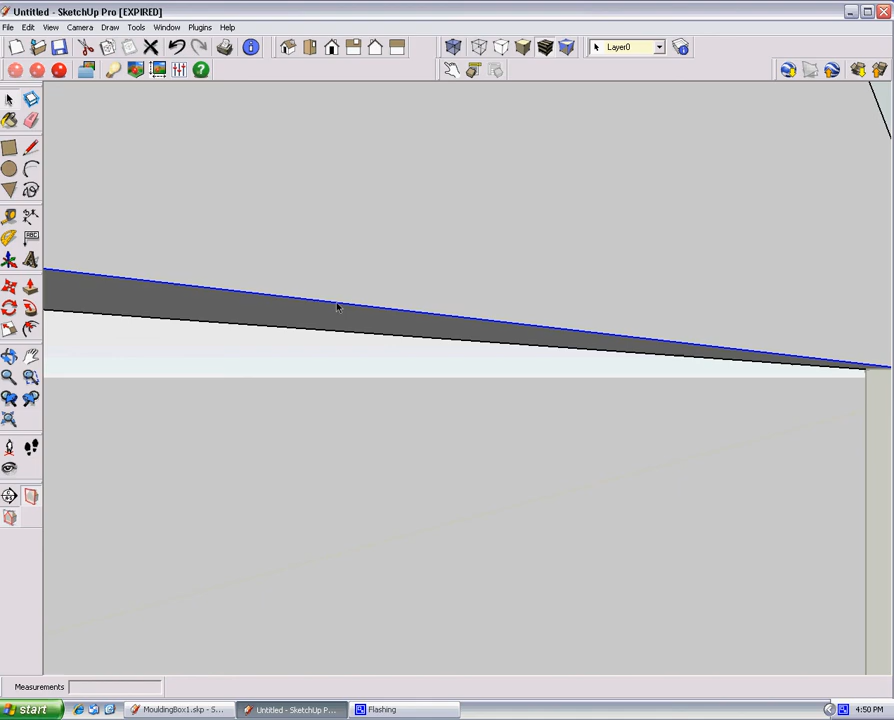 Untitled - SketchUp Pro [EXPIRED]
File Edit View Camera Draw Tools Window Plugins Help
Layer0
ABC
Measurements
start MouldingBox1.skp - S... Untitled - SketchUp P... Flashing 4:50 PM